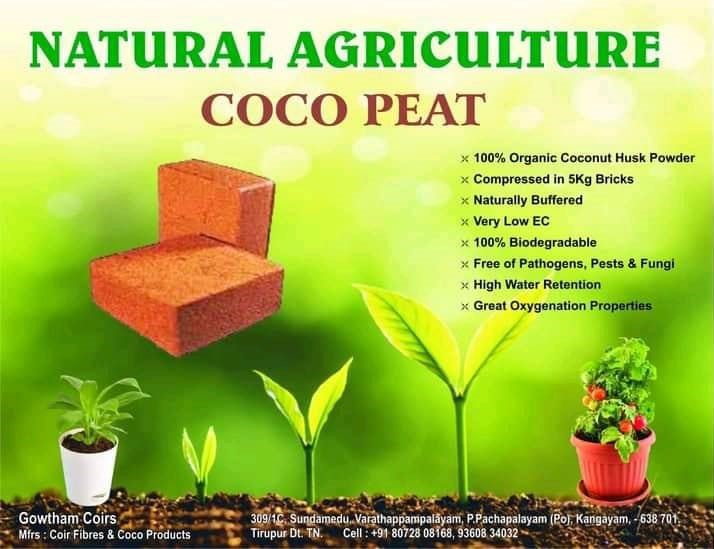 NATURAL AGRICULTURE
COCO PEAT
100% Organic Coconut Husk Powder
Compressed in 5Kg Bricks
Naturally Buffered
Very Low EC
100% Biodegradable
Free of Pathogens, Pests & Fungi
High Water Retention
Great Oxygenation Properties
Gowtham Coirs
Mfrs : Coir Fibres & Coco Products
309/1C, Sundamedu, Varathappampalayam, P.Pachapalayam (Po), Kangayam, - 638 701.
Tirupur Dt. TN. Cell : +91 80728 08168, 93608 34032